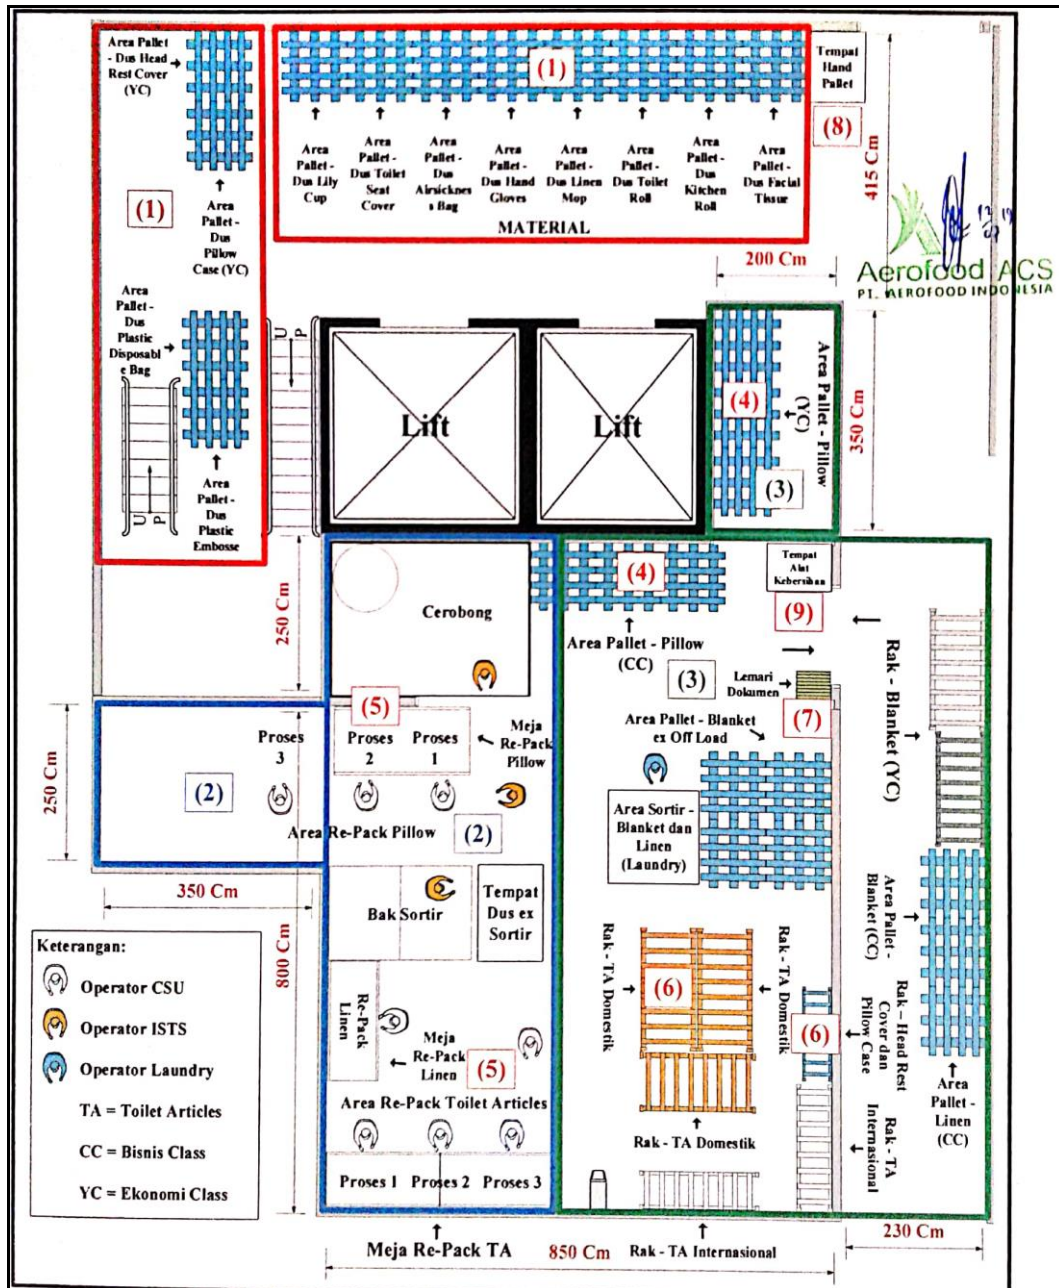 Area Pallet
- Dus Head
Rest Cover
(YC)
(1)
Area
Pallet -
Dus
Pillow
Case (YC)
Area
Pallet -
Dus
Plastic
Disposabl
e Bag
U
P
U
P
Area
Pallet -
Dus
Plastic
Embosse
(1)
Area
Pallet -
Dus Lily
Cup
Area
Pallet -
Dus Toilet
Seat
Cover
Area
Pallet -
Dus
Airsicknes
s Bag
Area
Pallet -
Dus Hand
Gloves
Area
Pallet -
Dus Linen
Mop
Area
Pallet -
Dus Toilet
Roll
Area
Pallet -
Dus
Kitchen
Roll
Area
Pallet -
Dus Facial
Tissue
MATERIAL
Tempat
Hand
Pallet
(8)
415 Cm
200 Cm
Aerofood ACS
PT. AEROFOOD INDONESIA
Lift
Lift
(4)
Area Pallet - Pillow
(YC)
(3)
350 Cm
250 Cm
Cerobong
(4)
Tempat
Alat
Kebersihan
(9)
Area Pallet - Pillow
(CC)
(3)
Lemari
Dokumen
(7)
Rak - Blanket (YC)
(5)
Proses
3
Proses
2
Proses
1
Meja
Re-Pack
Pillow
Area Pallet - Blanket
ex Off Load
250 Cm
(2)
Area Re-Pack Pillow
(2)
Area Sortir -
Blanket dan
Linen
(Laundry)
350 Cm
Bak Sortir
Tempat
Dus ex
Sortir
Area Pallet -
Blanket (CC)
800 Cm
Keterangan:
Operator CSU
Operator ISTS
Operator Laundry
TA = Toilet Articles
CC = Bisnis Class
YC = Ekonomi Class
Re-Pack
Linen
Meja
Re-Pack
Linen
(5)
Rak - TA Domestik
(6)
Rak - TA Domestik
(6)
Rak - Head Rest
Cover dan
Pillow Case
Area
Pallet -
Linen
(CC)
Area Re-Pack Toilet Articles
Rak - TA Domestik
Rak - TA
Internasional
Proses 1
Proses 2
Proses 3
230 Cm
Meja Re-Pack TA
850 Cm
Rak - TA Internasional